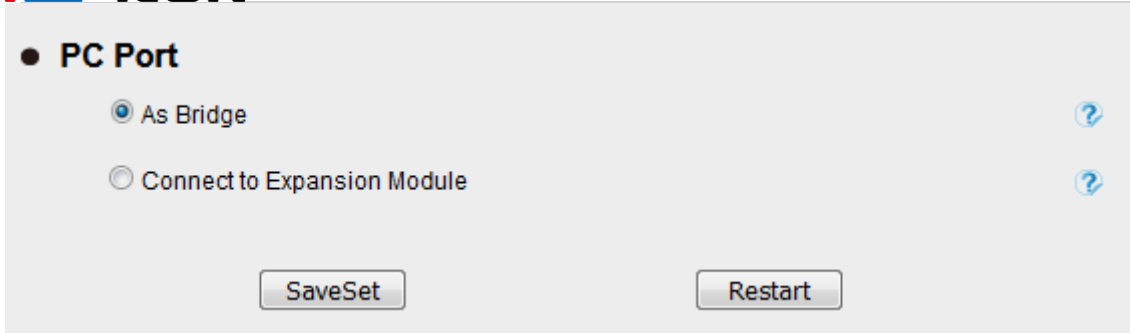 PC Port
As Bridge
Connect to Expansion Module
SaveSet
Restart